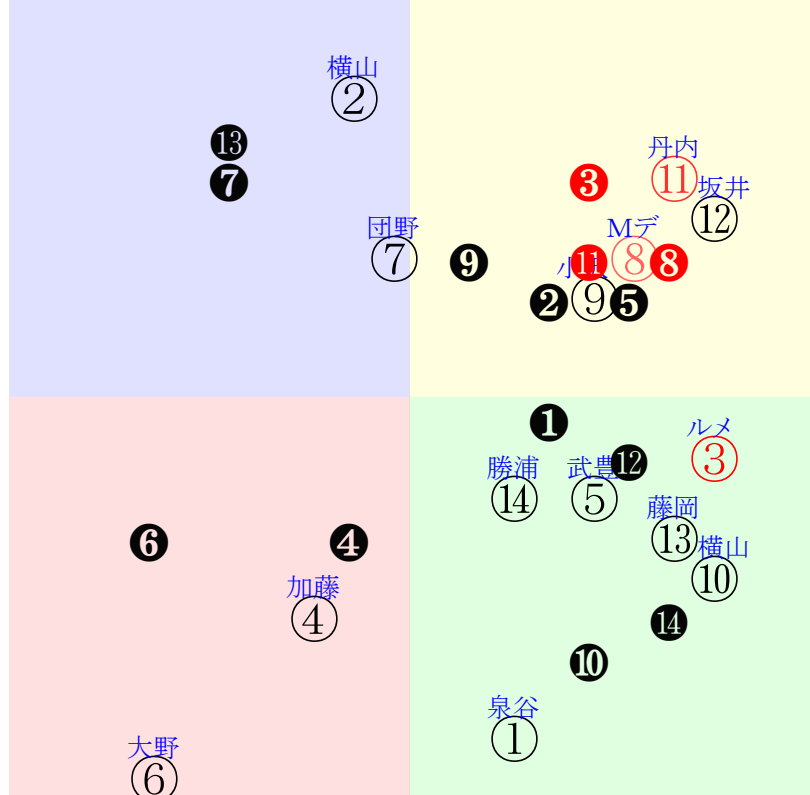 横山
②
⓭
❼
丹内
❸
⑪
坂井
⑫
団野
⑦
Mデ
❾
小
⓫
⑧
❽
❷
⑨
❺
❶
ルメ
③
勝浦
武豊
⓬
⑭
⑤
藤岡
⑬
横山
⑩
❻
❹
加藤
④
⓮
❿
泉谷
①
大野
⑥